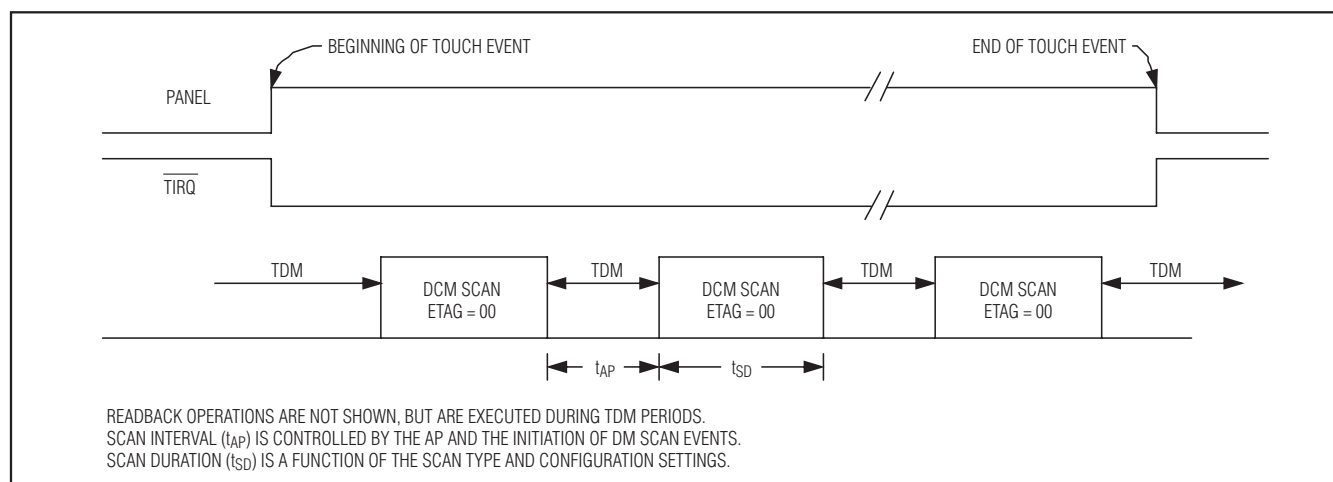 BEGINNING OF TOUCH EVENT
END OF TOUCH EVENT
PANEL
TIRQ
TDM
TDM
TDM
TDM
DCM SCAN
ETAG = 00
DCM SCAN
ETAG = 00
DCM SCAN
ETAG = 00
tAP
tSD
READBACK OPERATIONS ARE NOT SHOWN, BUT ARE EXECUTED DURING TDM PERIODS.
SCAN INTERVAL (tAP) IS CONTROLLED BY THE AP AND THE INITIATION OF DM SCAN EVENTS.
SCAN DURATION (tSD) IS A FUNCTION OF THE SCAN TYPE AND CONFIGURATION SETTINGS.